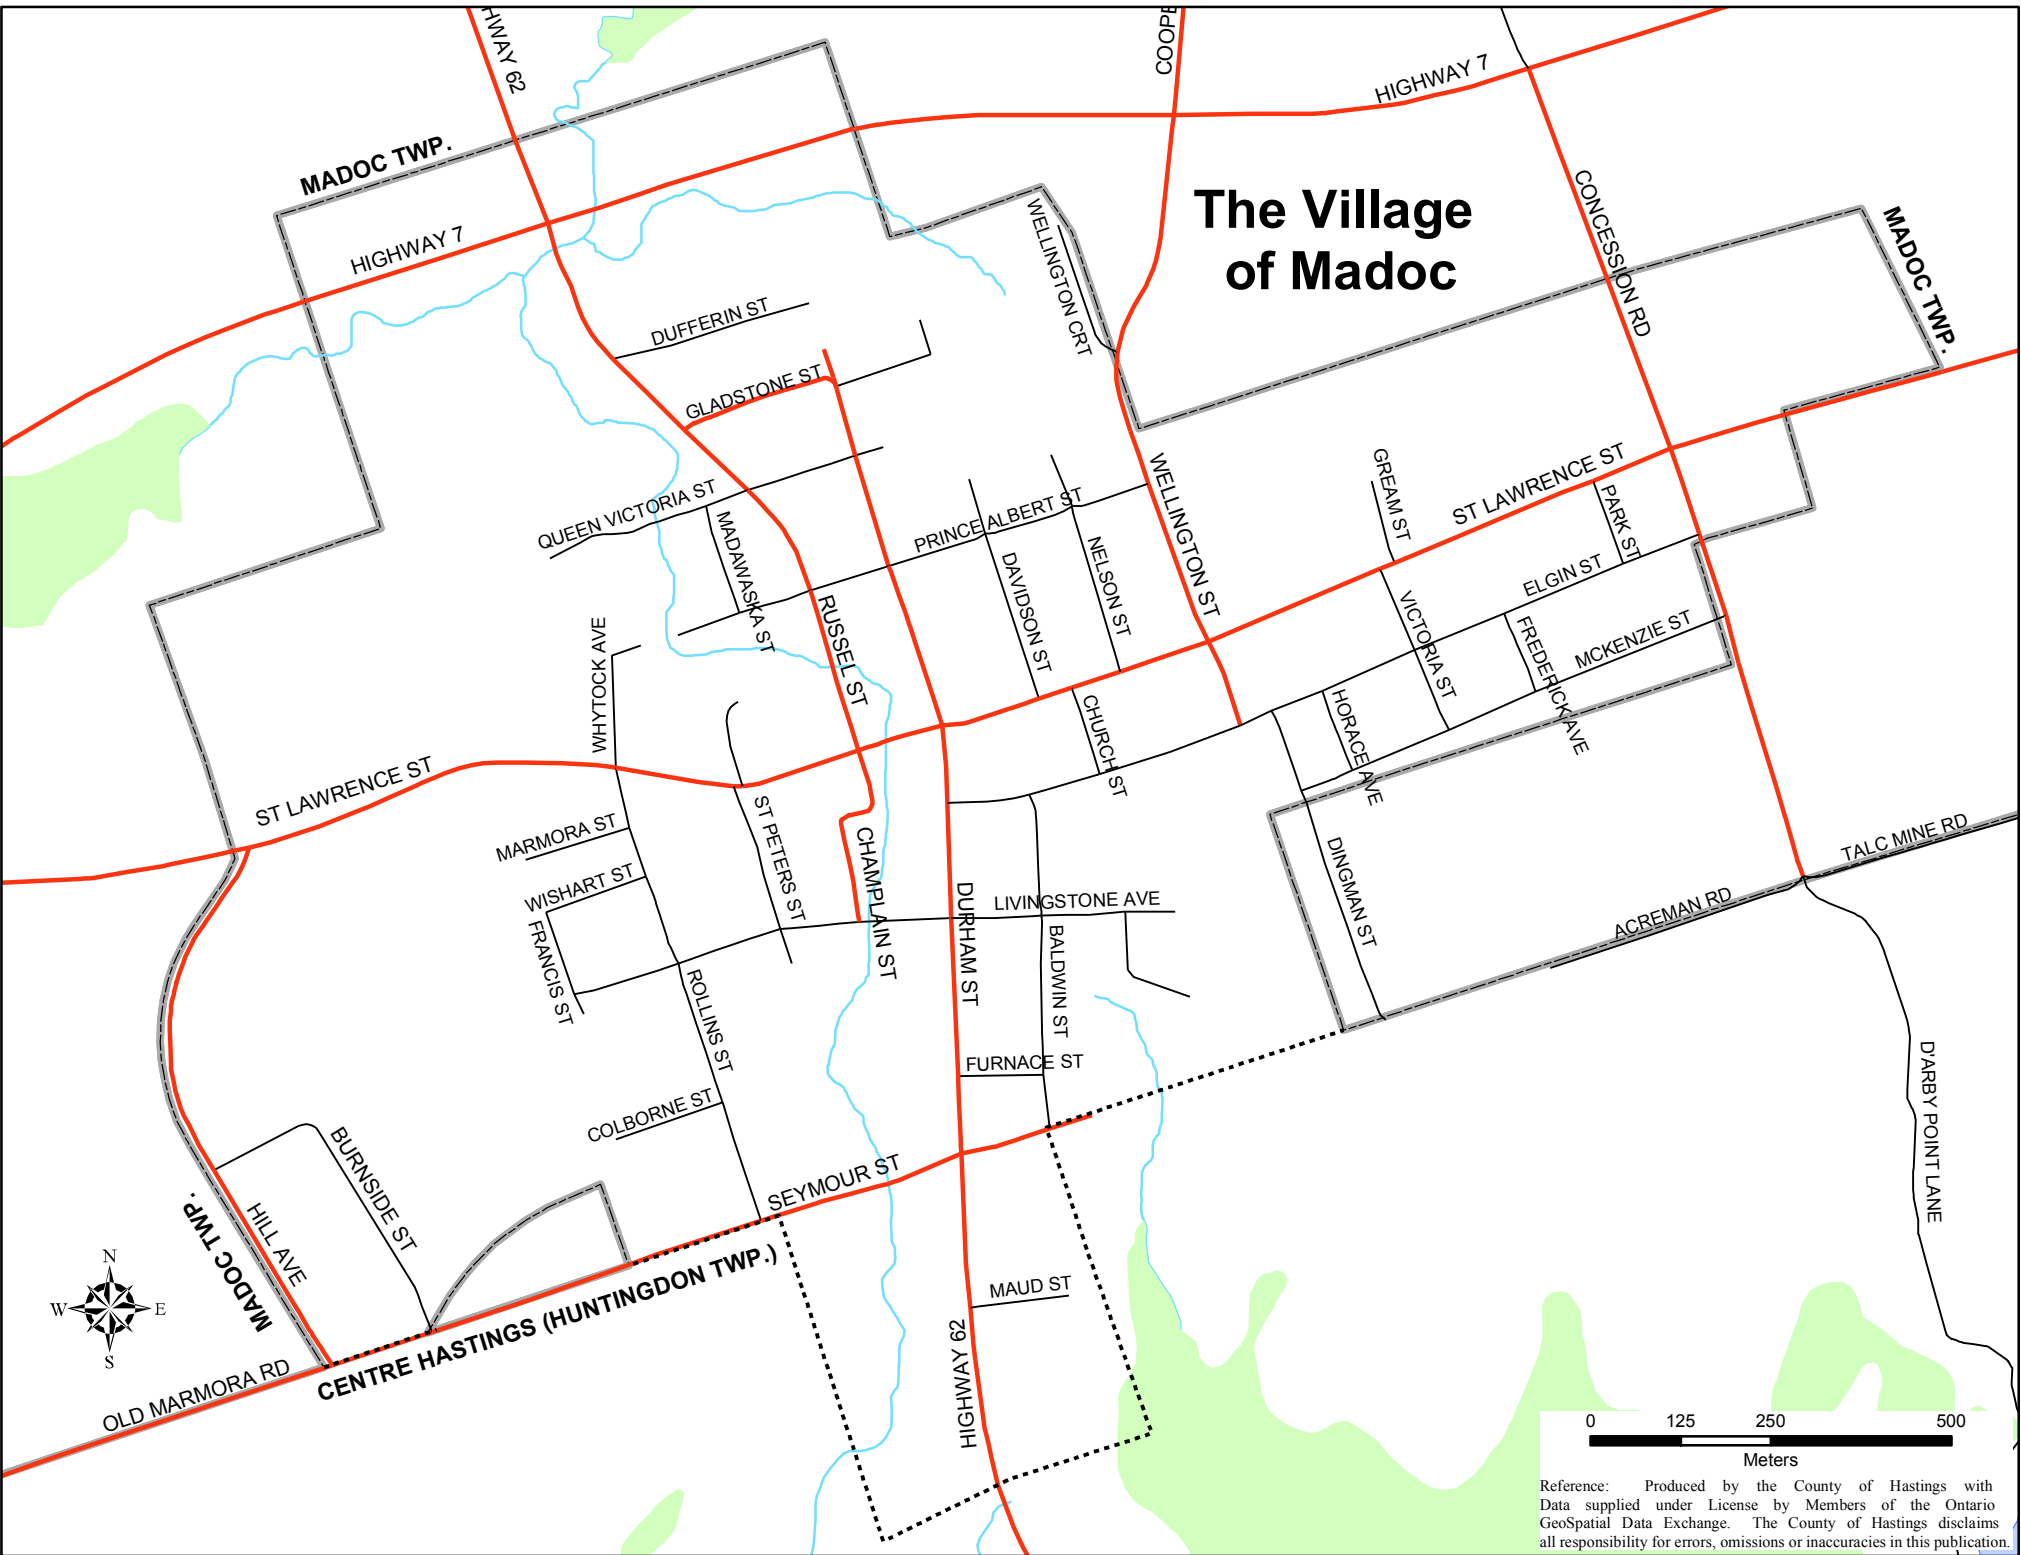 HWAY 62
COOPE
HIGHWAY 7
MADOC TWP.
The Village
of Madoc
CONCESSION RD
MADOC TWP.
HIGHWAY 7
WELLINGTON CRT
DUFFERIN ST
GLADSTONE ST
QUEEN VICTORIA ST
MADAWASKA ST
PRINCE ALBERT ST
DAVIDSON ST
NELSON ST
WELLINGTON ST
GREAM ST
ST LAWRENCE ST
PARK ST
ELGIN ST
VICTORIA ST
FREDERICK AVE
MCKENZIE ST
HORACE AVE
WHYTOCK AVE
RUSSEL ST
CHURCH ST
ST LAWRENCE ST
MARMORA ST
WISHART ST
FRANCIS ST
ST PETERS ST
CHAMPLAIN ST
DURHAM ST
LIVINGSTONE AVE
BALDWIN ST
DINGMAN ST
TALC MINE RD
ACREMAN RD
ROLLINS ST
FURNACE ST
COLBORNE ST
D'ARBY POINT LANE
BURNSIDE ST
SEYMOUR ST
HILL AVE
MADOC TWP.
CENTRE HASTINGS (HUNTINGDON TWP.)
MAUD ST
HIGHWAY 62
OLD MARMORA RD
N
W E
S
0 125 250 500
Meters
Reference: Produced by the County of Hastings with
Data supplied under License by Members of the Ontario
GeoSpatial Data Exchange. The County of Hastings disclaims
all responsibility for errors, omissions or inaccuracies in this publication.